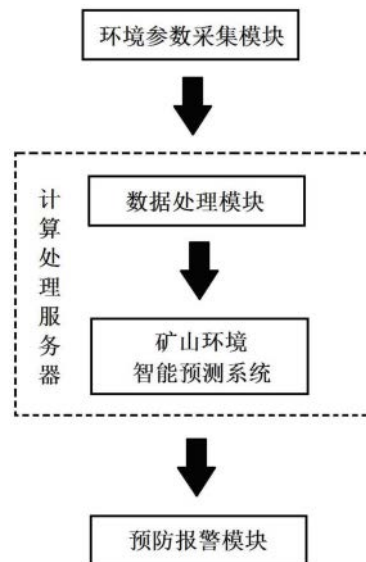 环境参数采集模块
计算处理服务器
数据处理模块
矿山环境
智能预测系统
预防报警模块